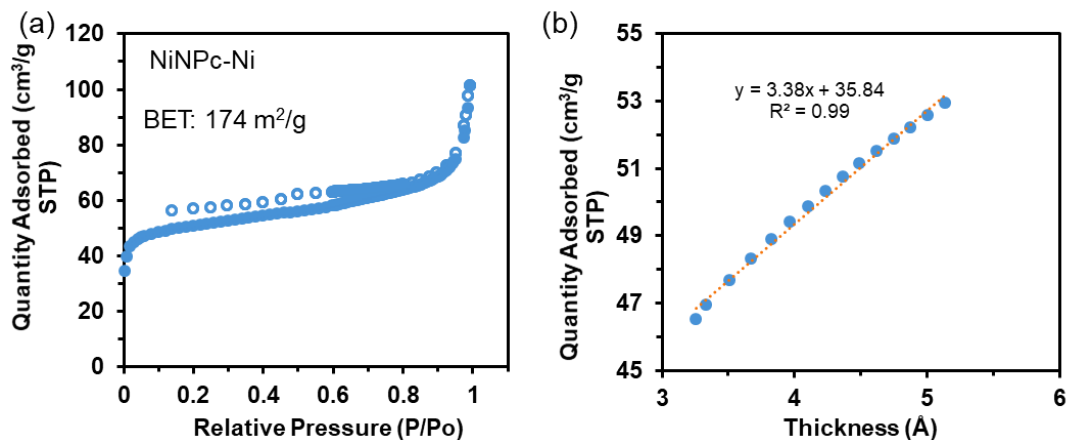 (a)
Quantity Adsorbed (cm³/g
STP)
120
100
80
60
40
20
0
NiNPc-Ni
BET: 174 m²/g
0 0.2 0.4 0.6 0.8 1
Relative Pressure (P/Po)
(b)
Quantity Adsorbed (cm³/g
STP)
55
53
51
49
47
45
y = 3.38x + 35.84
R² = 0.99
3 4 5 6
Thickness (Å)